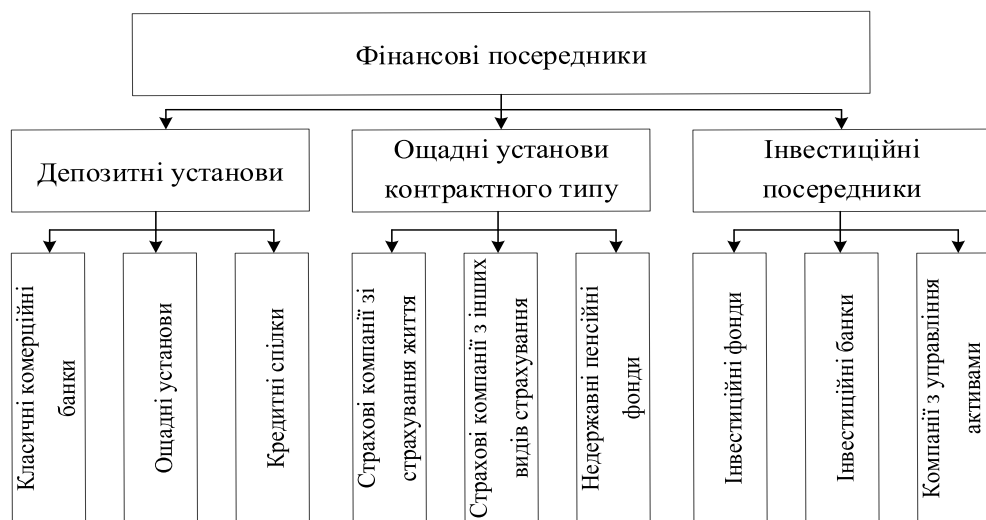 Фінансові посередники
Депозитні установи
Ощадні установи
контрактного типу
Інвестиційні
посередники
Класичні комерційні
банки
Ощадні установи
Кредитні спілки
Страхові компанії зі
страхування життя
Страхові компанії з інших
видів страхування
Недержавні пенсійні
фонди
Інвестиційні фонди
Інвестиційні банки
Компанії з управління
активами